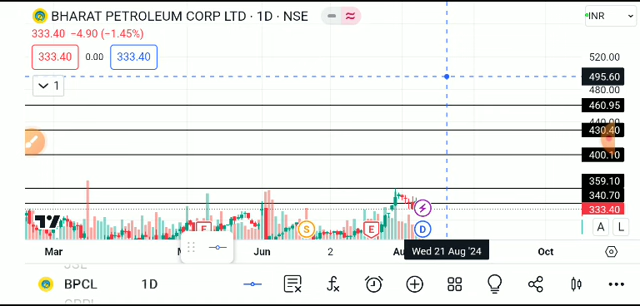 BHARAT PETROLEUM CORP LTD · 1D · NSE
INR
333.40 −4.90 (−1.45%)
333.40 0.00 333.40
1
520.00
495.60
480.00
460.95
440.00
430.40
400.10
359.10
340.70
333.40
E S E D
A L
Mar Jun 2 Au Wed 21 Aug '24 Oct
BPCL 1D